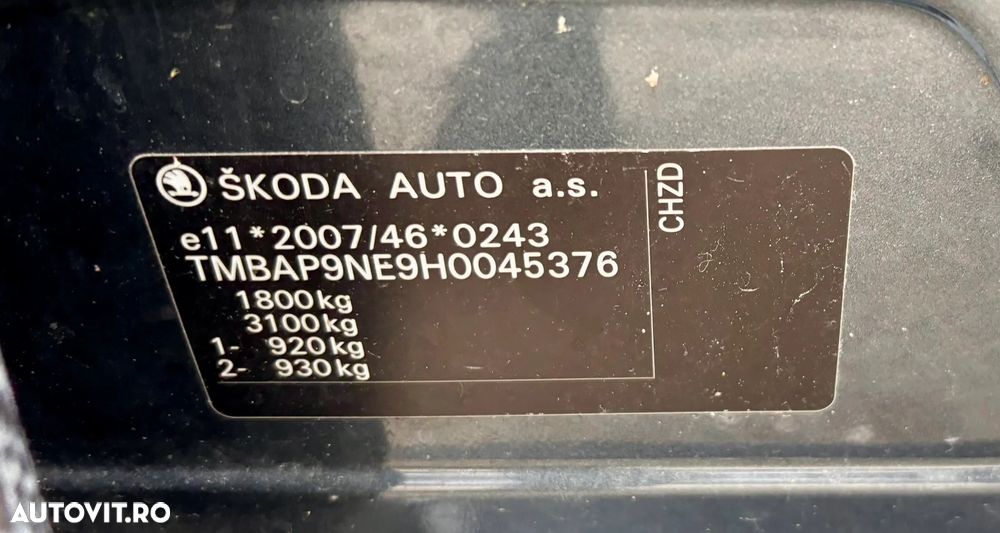 ŠKODA AUTO a.s.
e11*2007/46*0243
TMBAP9NE9H0045376
1800kg
3100kg
1- 920kg
2- 930kg
CHZD
AUTOVIT.RO